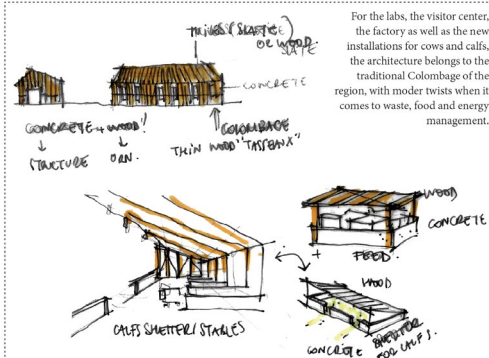 OR WOOD.
SLATE
CONCRETE
CONCRETE + WOOD!
STRUCTURE
ORN.
COLOMBAGE
THIN WOOD "TASSEAUX"
For the labs, the visitor center,
the factory as well as the new
installations for cows and calfs,
the architecture belongs to the
traditional Colombage of the
region, with moder twists when it
comes to waste, food and energy
management.
WOOD
CONCRETE
+
FEED
CALFS SHELTER/STABLES
WOOD
CONCRETE
SHELTER
FOR CALFS.